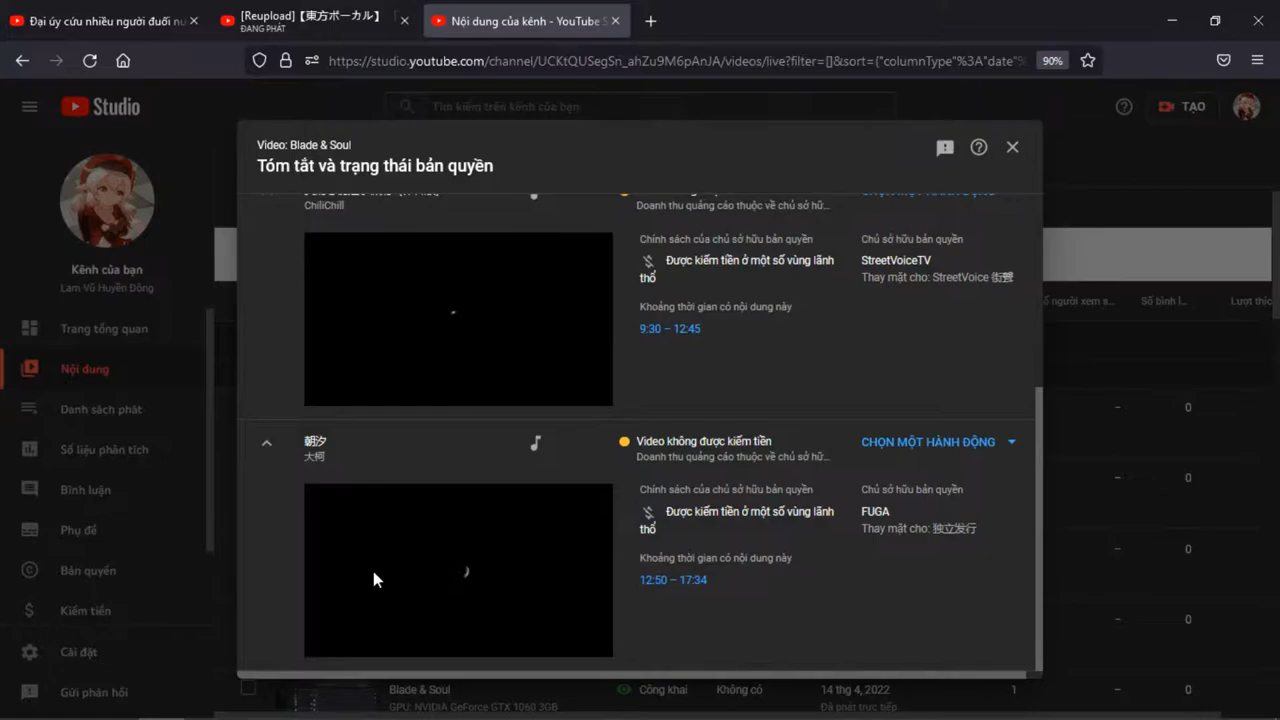 Đại úy cứu nhiều người đuối nu
[Reupload]【東方ボーカル】
ĐANG PHÁT
Nội dung của kênh - YouTube S
https://studio.youtube.com/channel/UCKtQUSegSn_ahZu9M6pAnJA/videos/live?filter=[]&sort={"columnType"%3A"date"%
90%
Studio
Tìm kiếm trên kênh của bạn
TẠO
Video: Blade & Soul
Tóm tắt và trạng thái bản quyền
ChiliChill
Doanh thu quảng cáo thuộc về chủ sở hữ...
Chính sách của chủ sở hữu bản quyền
Chủ sở hữu bản quyền
Được kiếm tiền ở một số vùng lãnh
thổ
StreetVoiceTV
Thay mặt cho: StreetVoice 街聲
Khoảng thời gian có nội dung này
9:30 – 12:45
Kênh của bạn
Lam Vũ Huyền Đông
Trang tổng quan
Nội dung
Danh sách phát
Số liệu phân tích
Bình luận
Phụ đề
Bản quyền
Kiếm tiền
Cài đặt
Gửi phản hồi
ố người xem s...
Số bình l...
Lượt thíc
– 0
– 0
– 0
0
朝汐
大柯
Video không được kiếm tiền
Doanh thu quảng cáo thuộc về chủ sở hữ...
CHỌN MỘT HÀNH ĐỘNG
Chính sách của chủ sở hữu bản quyền
Chủ sở hữu bản quyền
Được kiếm tiền ở một số vùng lãnh
thổ
FUGA
Thay mặt cho: 独立发行
Khoảng thời gian có nội dung này
12:50 – 17:34
Blade & Soul
GPU: NVIDIA GeForce GTX 1060 3GB
Công khai
Không có
14 thg 4, 2022
Đã phát trực tiếp
1
0